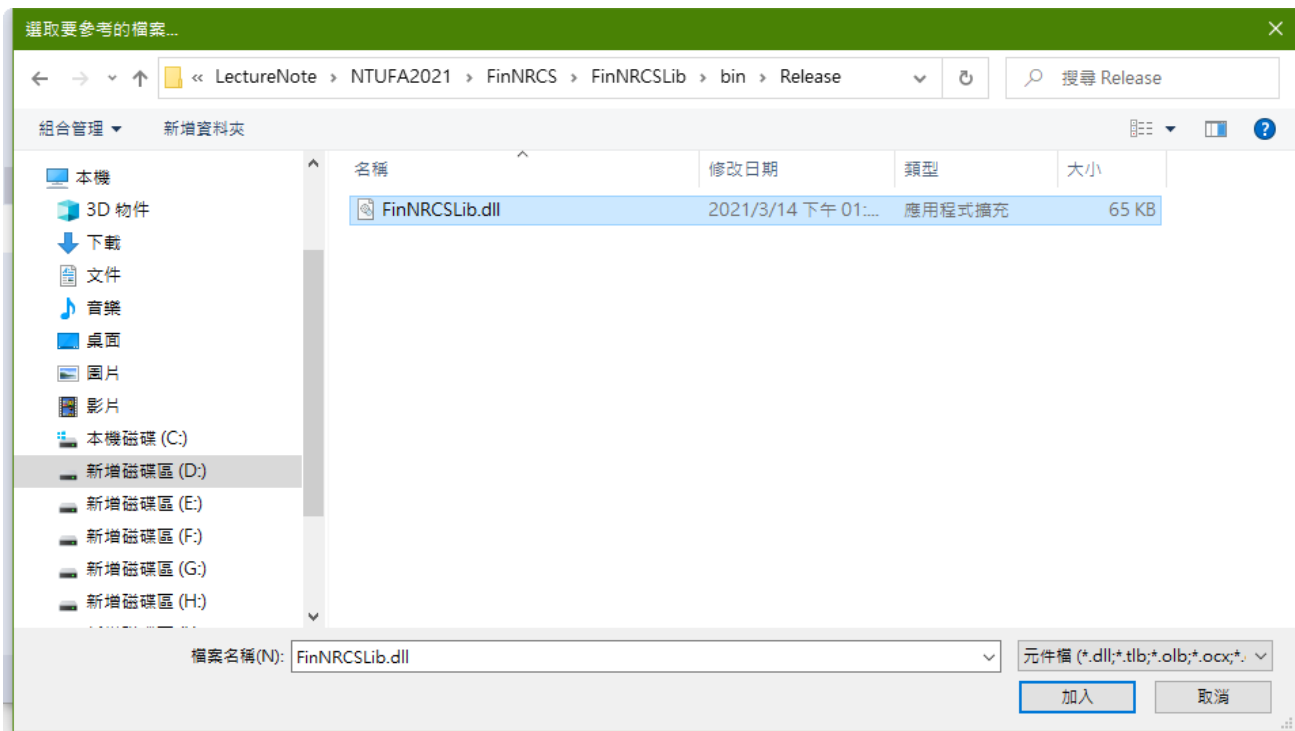 選取要參考的檔案...
« LectureNote › NTUFA2021 › FinNRCS › FinNRCSLib › bin › Release
搜尋 Release
組合管理 新增資料夾
名稱 修改日期 類型 大小
FinNRCSLib.dll 2021/3/14 下午 01:... 應用程式擴充 65 KB
本機
3D 物件
下載
文件
音樂
桌面
圖片
影片
本機磁碟 (C:)
新增磁碟區 (D:)
新增磁碟區 (E:)
新增磁碟區 (F:)
新增磁碟區 (G:)
新增磁碟區 (H:)
檔案名稱(N): FinNRCSLib.dll
元件檔 (*.dll;*.tlb;*.olb;*.ocx;*.
加入 取消